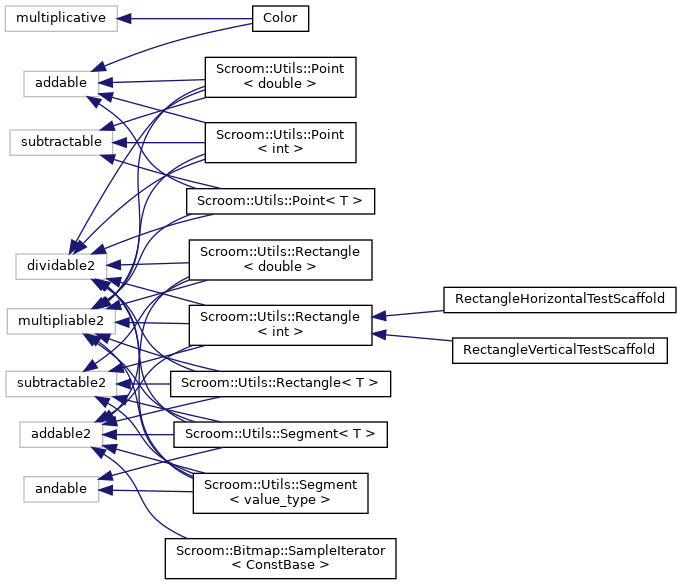 multiplicative
Color
addable
Scroom::Utils::Point
< double >
subtractable
Scroom::Utils::Point
< int >
Scroom::Utils::Point< T >
dividable2
Scroom::Utils::Rectangle
< double >
multipliable2
Scroom::Utils::Rectangle
< int >
RectangleHorizontalTestScaffold
RectangleVerticalTestScaffold
subtractable2
Scroom::Utils::Rectangle< T >
addable2
Scroom::Utils::Segment< T >
andable
Scroom::Utils::Segment
< value_type >
Scroom::Bitmap::SampleIterator
< ConstBase >